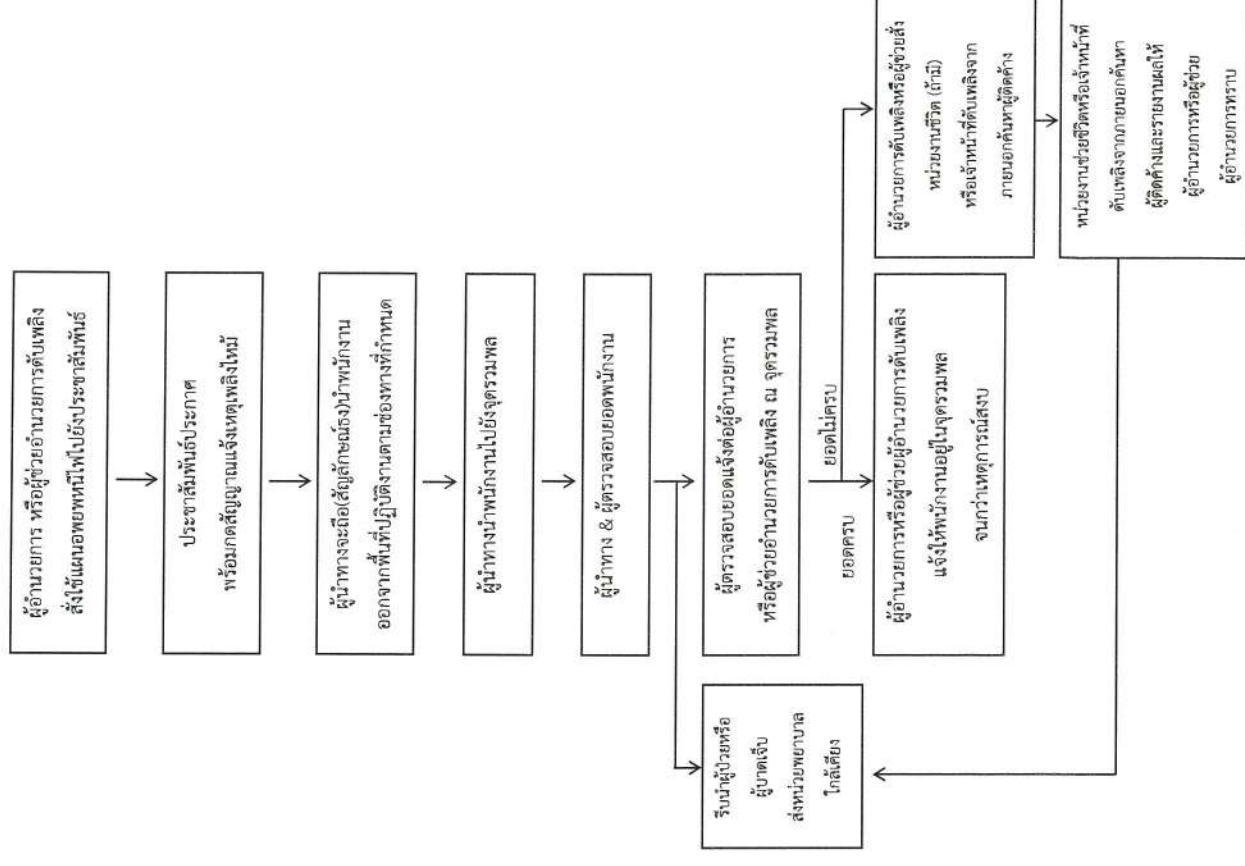 ผู้อำนวยการ หรือผู้ช่วยอำนวยการดับเพลิง
สั่งใช้แผนอพยพหนีไฟไปยังประชาสัมพันธ์
ประชาสัมพันธ์ประกาศ
พร้อมกดสัญญาณแจ้งเหตุเพลิงไหม้
ผู้นำทางจะถือ(สัญลักษณ์ธง)นำพนักงาน
ออกจากพื้นที่ปฏิบัติงานตามช่องทางที่กำหนด
ผู้นำทางนำพนักงานไปยังจุดรวมพล
ผู้นำทาง & ผู้ตรวจสอบยอดพนักงาน
รีบนำผู้ป่วยหรือ
ผู้บาดเจ็บ
ส่งหน่วยพยาบาล
ใกล้เคียง
ผู้ตรวจสอบยอดแจ้งต่อผู้อำนวยการ
หรือผู้ช่วยอำนวยการดับเพลิง ณ จุดรวมพล
ยอดครบ
ยอดไม่ครบ
ผู้อำนวยการหรือผู้ช่วยผู้อำนวยการดับเพลิง
แจ้งให้พนักงานอยู่ในจุดรวมพล
จนกว่าเหตุการณ์สงบ
ผู้อำนวยการดับเพลิงหรือผู้ช่วยสั่ง
หน่วยงานชีวิต (ถ้ามี)
หรือเจ้าหน้าที่ดับเพลิงจาก
ภายนอกค้นหาผู้ติดค้าง
หน่วยงานช่วยชีวิตหรือเจ้าหน้าที่
ดับเพลิงจากภายนอกค้นหา
ผู้ติดค้างและรายงานผลให้
ผู้อำนวยการหรือผู้ช่วย
ผู้อำนวยการทราบ